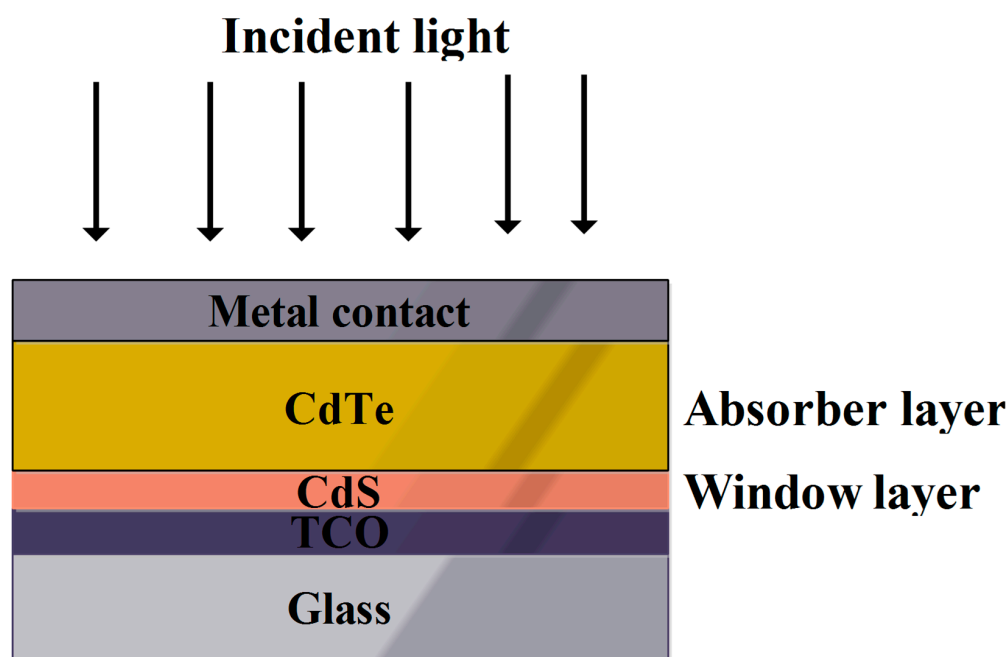 Incident light
Metal contact
CdTe
Absorber layer
CdS
Window layer
TCO
Glass